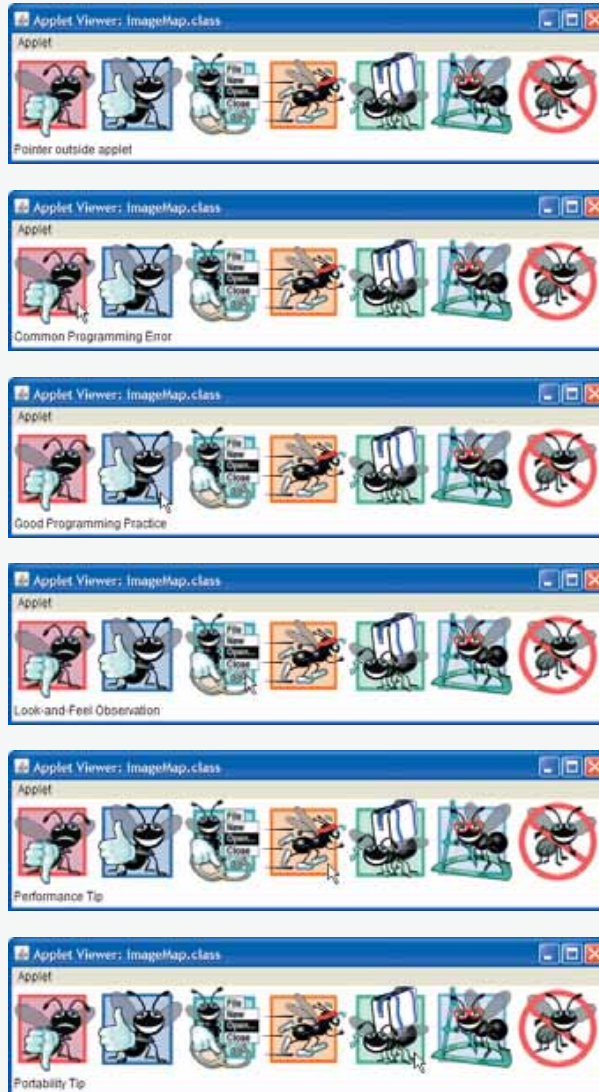 Applet Viewer: ImageMap.class
Applet
File
New
Open...
Close
Pointer outside applet
Applet Viewer: ImageMap.class
Applet
File
New
Open...
Close
Common Programming Error
Applet Viewer: ImageMap.class
Applet
File
New
Open...
Close
Good Programming Practice
Applet Viewer: ImageMap.class
Applet
File
New
Open...
Close
Look-and-Feel Observation
Applet Viewer: ImageMap.class
Applet
File
New
Open...
Close
Performance Tip
Applet Viewer: ImageMap.class
Applet
File
New
Open...
Close
Portability Tip